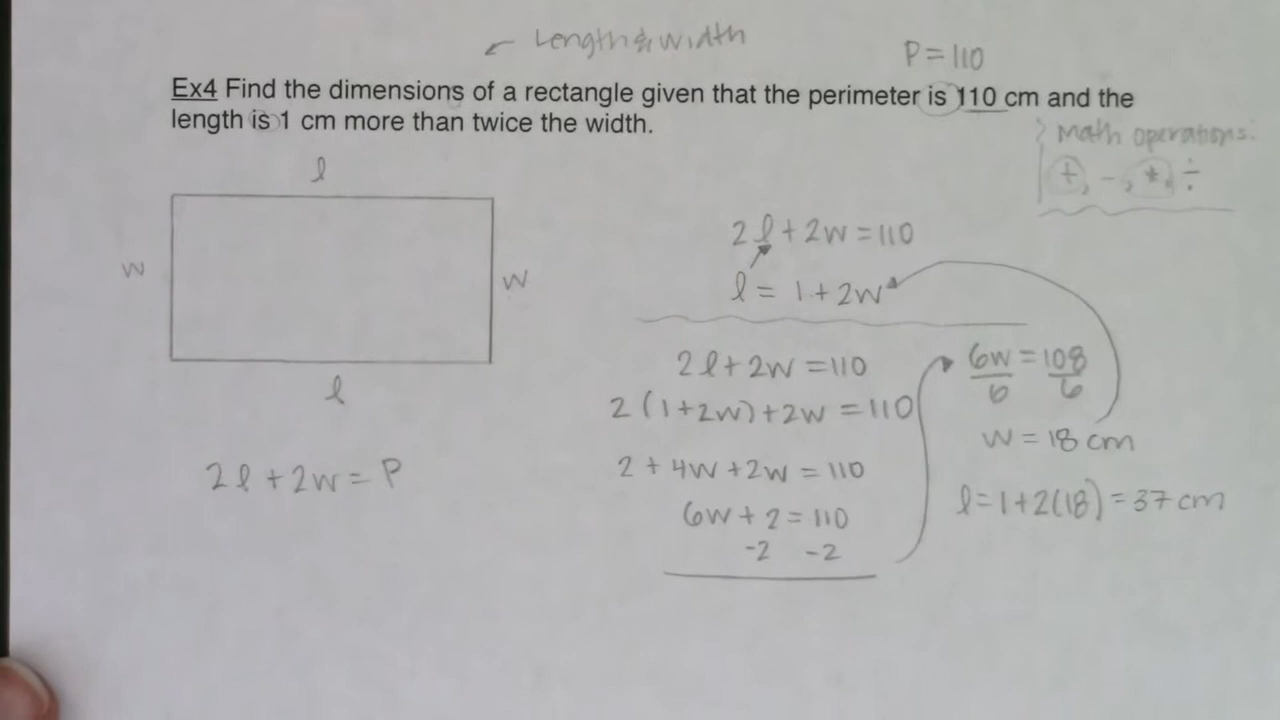 Length & width
P = 110
Ex4 Find the dimensions of a rectangle given that the perimeter is 110 cm and the
length is 1 cm more than twice the width.
Math operations:
+, -, *, ÷
l
w
w
l
2l + 2w = P
2l + 2w = 110
l = 1 + 2w
2l + 2w = 110
2(1+2w) + 2w = 110
2 + 4w + 2w = 110
6w + 2 = 110
-2 -2
6w = 108
6 6
w = 18 cm
l = 1 + 2(18) = 37 cm